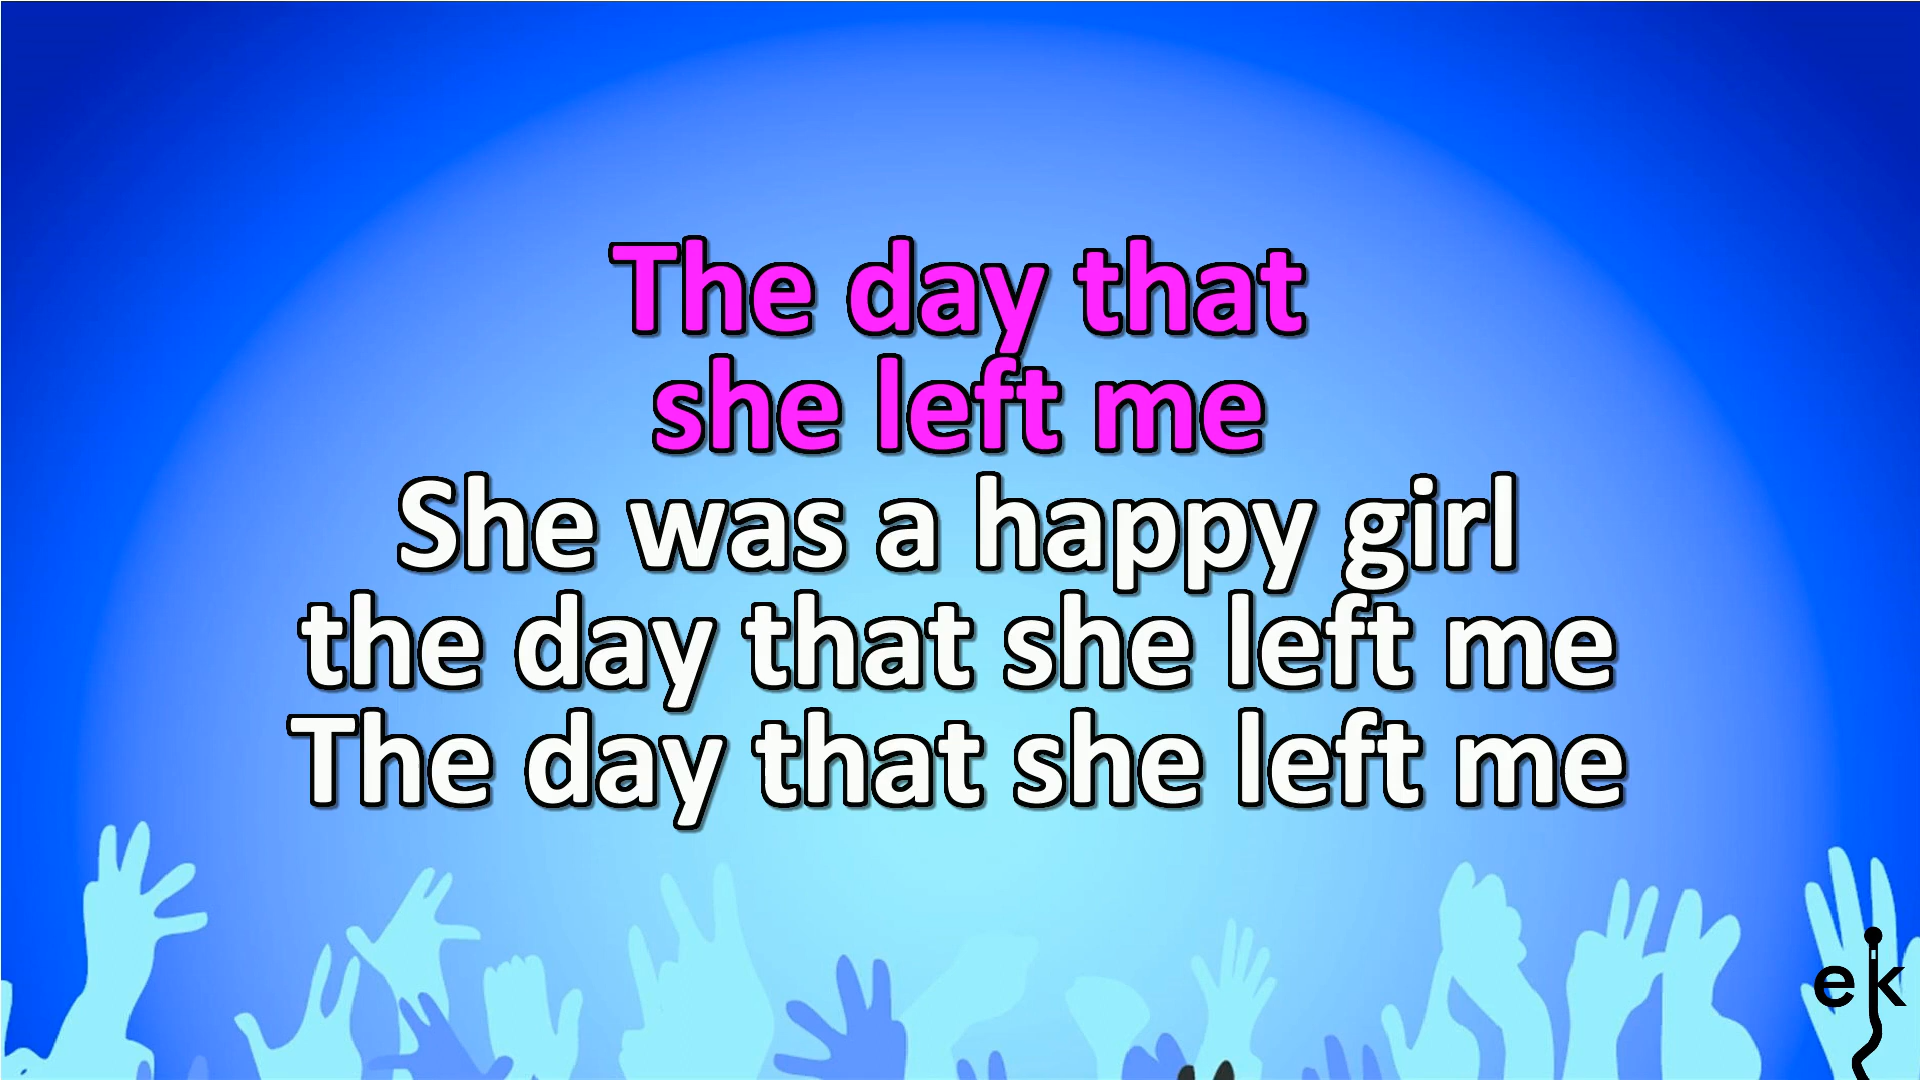 The day that
she left me
She was a happy girl
the day that she left me
The day that she left me
ek